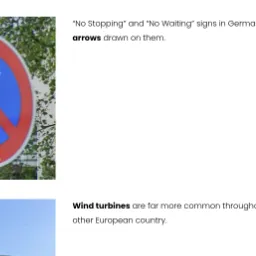 "No Stopping" and "No Waiting" signs in Germa
arrows drawn on them.
Wind turbines are far more common througho
other European country.